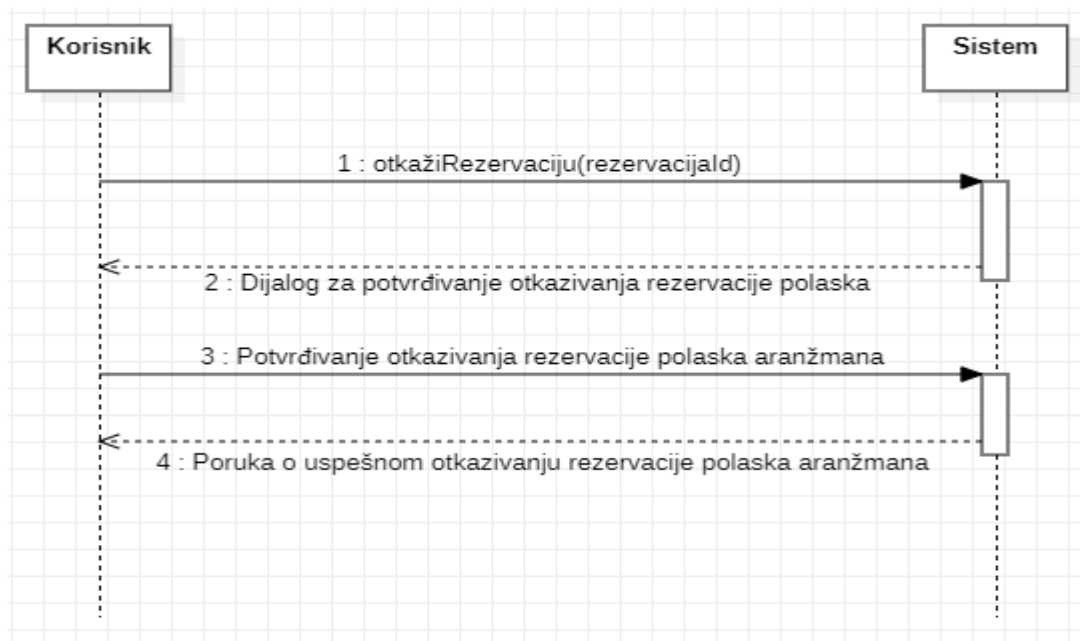 Korisnik
Sistem
1 : otkažiRezervaciju(rezervacijaId)
2 : Dijalog za potvrđivanje otkazivanja rezervacije polaska
3 : Potvrđivanje otkazivanja rezervacije polaska aranžmana
4 : Poruka o uspešnom otkazivanju rezervacije polaska aranžmana